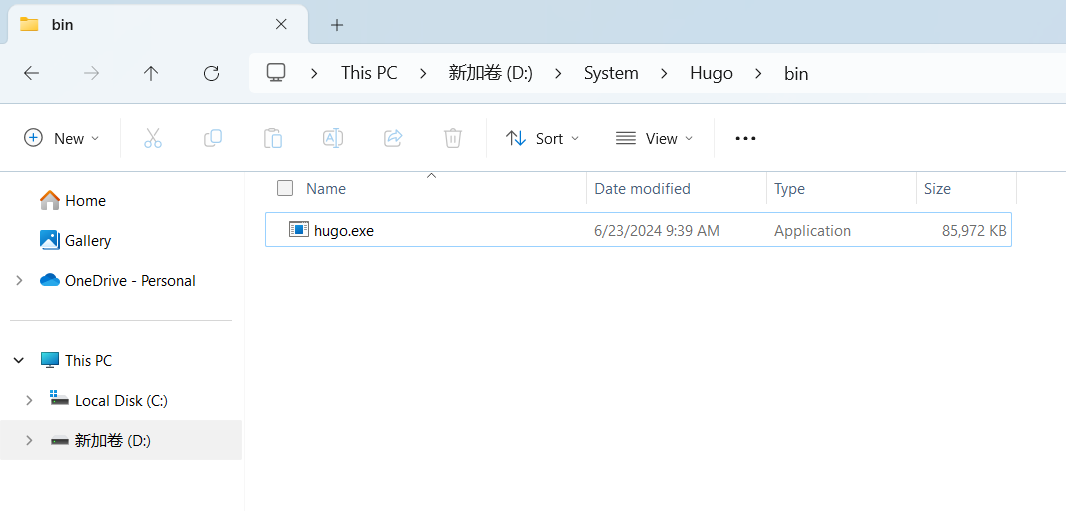 bin
This PC > 新加卷 (D:) > System > Hugo > bin
New Sort View
Name Date modified Type Size
hugo.exe 6/23/2024 9:39 AM Application 85,972 KB
Home
Gallery
OneDrive - Personal
This PC
Local Disk (C:)
新加卷 (D:)